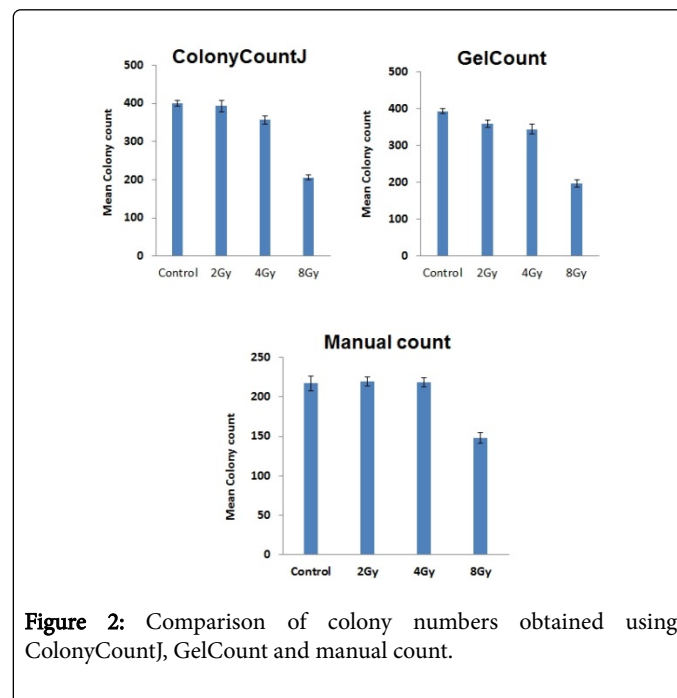 ColonyCountJ
500
400
300
200
100
0
Mean Colony count
Control 2Gy 4Gy 8Gy
GelCount
500
400
300
200
100
0
Mean Colony count
Control 2Gy 4Gy 8Gy
Manual count
250
200
150
100
50
0
Mean Colony count
Control 2Gy 4Gy 8Gy
Figure 2: Comparison of colony numbers obtained using
ColonyCountJ, GelCount and manual count.